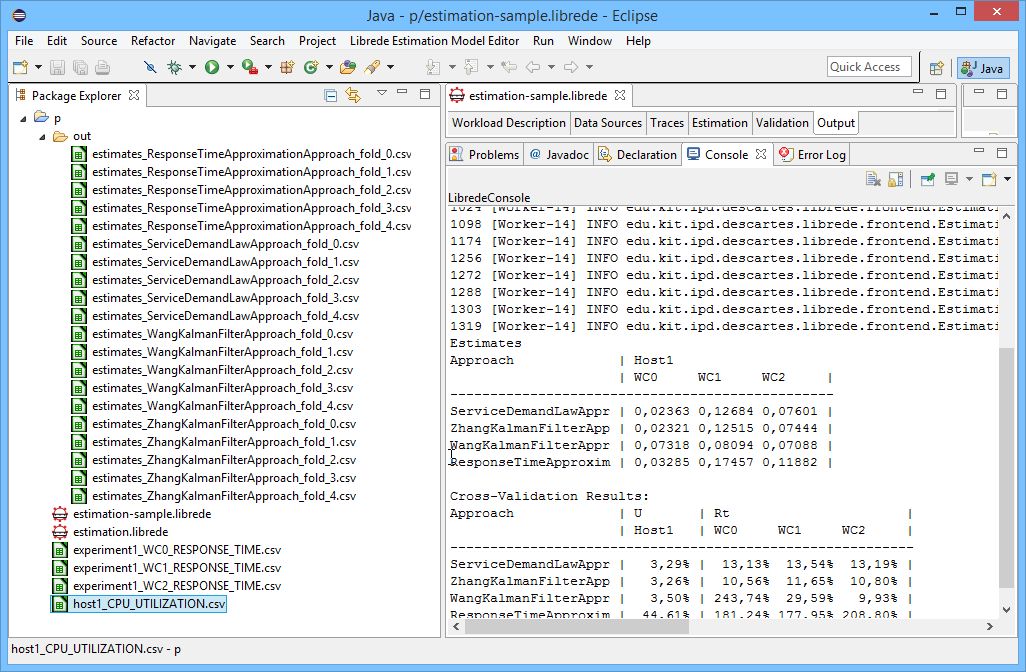 Java - p/estimation-sample.librede - Eclipse
File Edit Source Refactor Navigate Search Project Librede Estimation Model Editor Run Window Help
Quick Access Java
Package Explorer
p
out
estimates_ResponseTimeApproximationApproach_fold_0.csv
estimates_ResponseTimeApproximationApproach_fold_1.csv
estimates_ResponseTimeApproximationApproach_fold_2.csv
estimates_ResponseTimeApproximationApproach_fold_3.csv
estimates_ResponseTimeApproximationApproach_fold_4.csv
estimates_ServiceDemandLawApproach_fold_0.csv
estimates_ServiceDemandLawApproach_fold_1.csv
estimates_ServiceDemandLawApproach_fold_2.csv
estimates_ServiceDemandLawApproach_fold_3.csv
estimates_ServiceDemandLawApproach_fold_4.csv
estimates_WangKalmanFilterApproach_fold_0.csv
estimates_WangKalmanFilterApproach_fold_1.csv
estimates_WangKalmanFilterApproach_fold_2.csv
estimates_WangKalmanFilterApproach_fold_3.csv
estimates_WangKalmanFilterApproach_fold_4.csv
estimates_ZhangKalmanFilterApproach_fold_0.csv
estimates_ZhangKalmanFilterApproach_fold_1.csv
estimates_ZhangKalmanFilterApproach_fold_2.csv
estimates_ZhangKalmanFilterApproach_fold_3.csv
estimates_ZhangKalmanFilterApproach_fold_4.csv
estimation-sample.librede
estimation.librede
experiment1_WC0_RESPONSE_TIME.csv
experiment1_WC1_RESPONSE_TIME.csv
experiment1_WC2_RESPONSE_TIME.csv
host1_CPU_UTILIZATION.csv
estimation-sample.librede
Workload Description Data Sources Traces Estimation Validation Output
Problems @ Javadoc Declaration Console Error Log
LibredeConsole
1024 [Worker-14] INFO edu.kit.ipd.descartes.librede.frontend.Estimati
1098 [Worker-14] INFO edu.kit.ipd.descartes.librede.frontend.Estimati
1174 [Worker-14] INFO edu.kit.ipd.descartes.librede.frontend.Estimati
1256 [Worker-14] INFO edu.kit.ipd.descartes.librede.frontend.Estimati
1272 [Worker-14] INFO edu.kit.ipd.descartes.librede.frontend.Estimati
1288 [Worker-14] INFO edu.kit.ipd.descartes.librede.frontend.Estimati
1303 [Worker-14] INFO edu.kit.ipd.descartes.librede.frontend.Estimati
1319 [Worker-14] INFO edu.kit.ipd.descartes.librede.frontend.Estimati
Estimates
Approach | Host1
| WC0 WC1 WC2 |
------------------------------------------------
ServiceDemandLawAppr | 0,02363 0,12684 0,07601 |
ZhangKalmanFilterApp | 0,02321 0,12515 0,07444 |
WangKalmanFilterAppr | 0,07318 0,08094 0,07088 |
ResponseTimeApproxim | 0,03285 0,17457 0,11882 |
Cross-Validation Results:
Approach | U | Rt |
| Host1 | WC0 WC1 WC2 |
----------------------------------------------------------
ServiceDemandLawAppr | 3,29% | 13,13% 13,54% 13,19% |
ZhangKalmanFilterApp | 3,26% | 10,56% 11,65% 10,80% |
WangKalmanFilterAppr | 3,50% | 243,74% 29,59% 9,93% |
ResponseTimeApproxim | 44,61% | 181,24% 177,95% 208,80% |
host1_CPU_UTILIZATION.csv - p